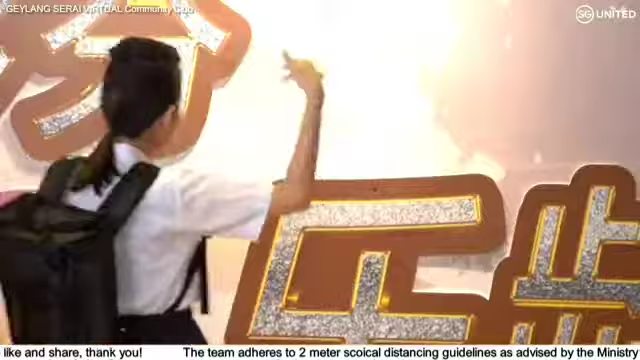 GEYLANG SERAI VIRTUAL Community Club
SG UNITED
like and share, thank you! The team adheres to 2 meter scoical distancing guidelines as advised by the Ministry